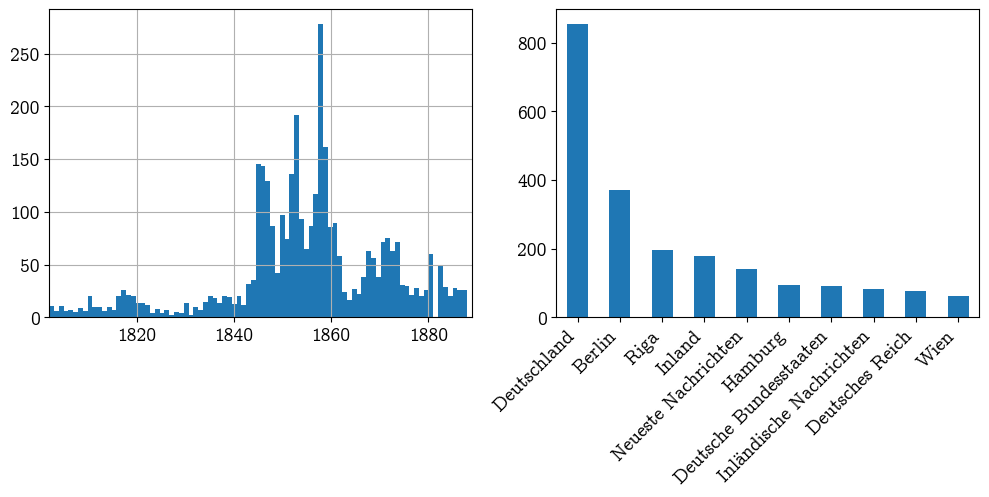 250
200
150
100
50
0
1820 1840 1860 1880
800
600
400
200
0
Deutschland
Berlin
Riga
Inland
Neueste Nachrichten
Hamburg
Deutsche Bundesstaaten
Inländische Nachrichten
Deutsches Reich
Wien